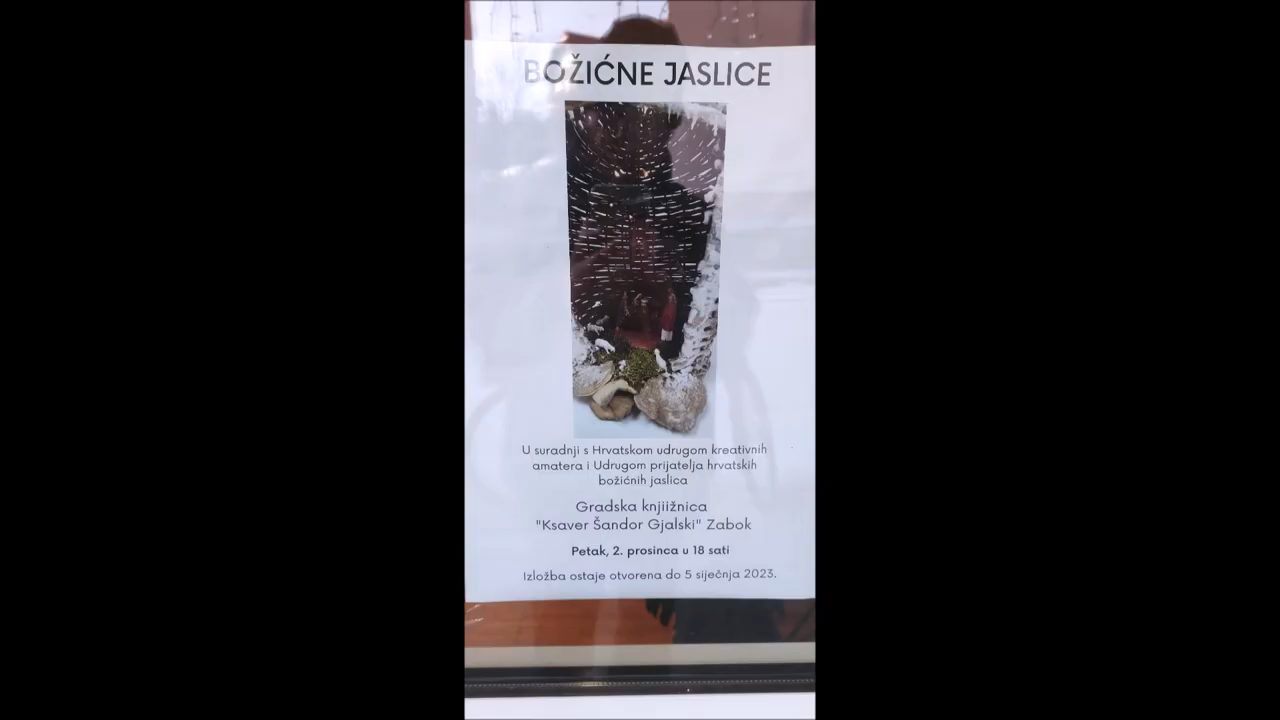 BOŽIĆNE JASLICE
U suradnji s Hrvatskom udrugom kreativnih
amatera i Udrugom prijatelja hrvatskih
božićnih jaslica
Gradska knjiižnica
"Ksaver Šandor Gjalski" Zabok
Petak, 2. prosinca u 18 sati
Izložba ostaje otvorena do 5 siječnja 2023.